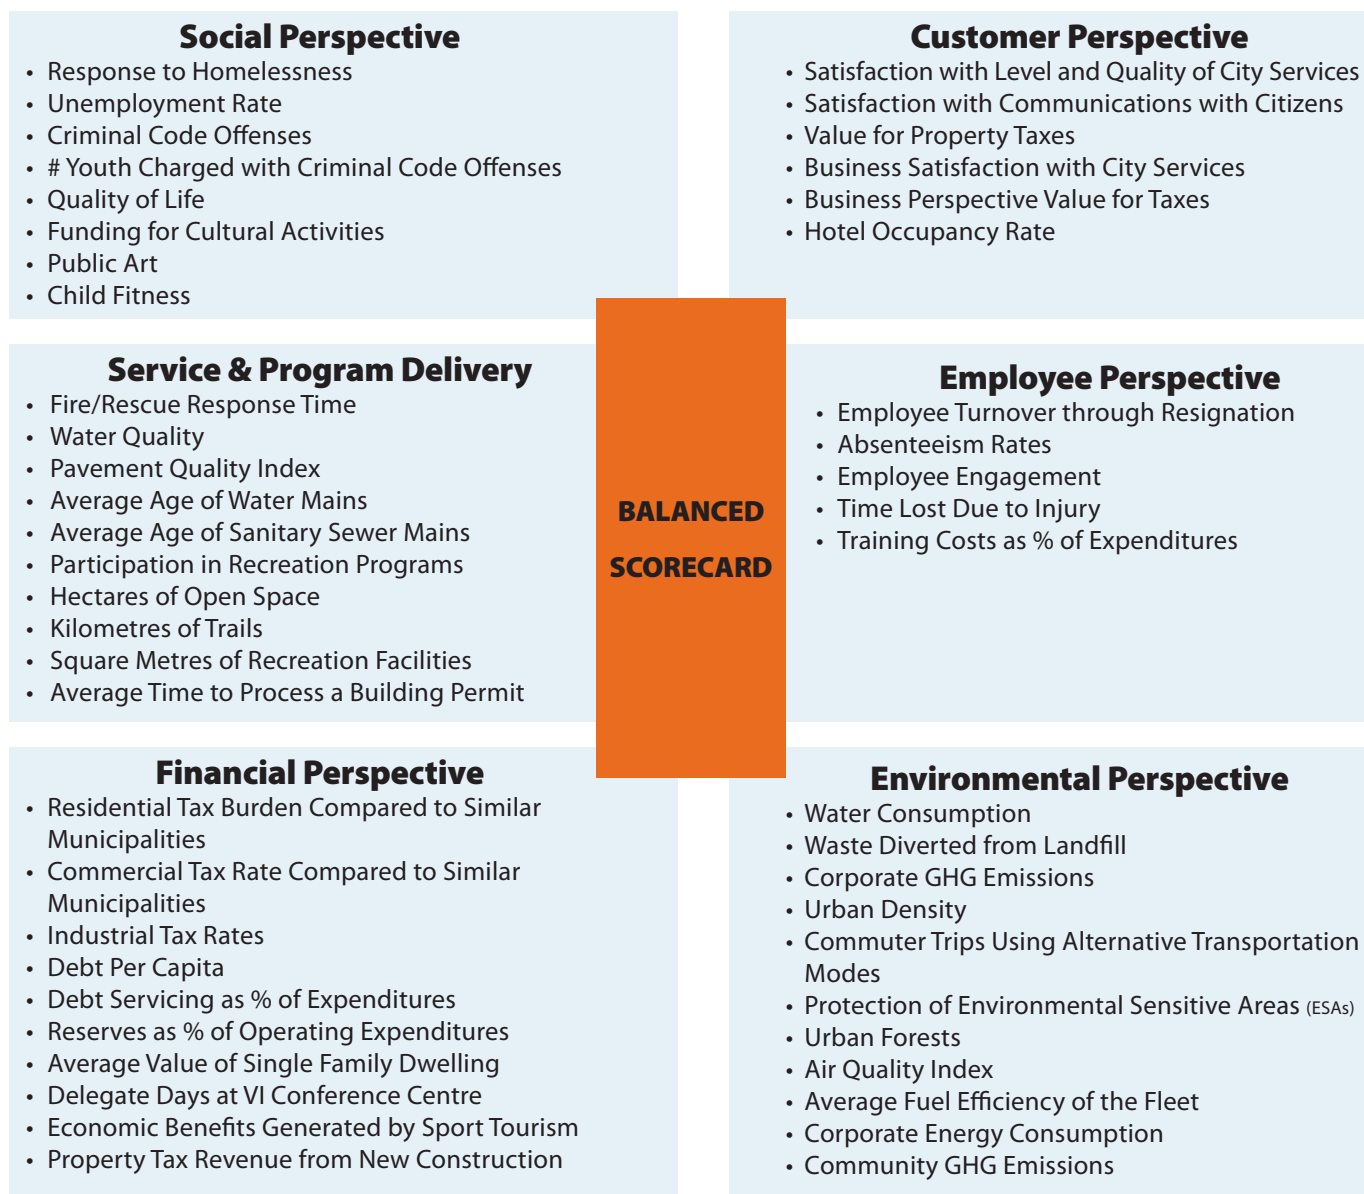 Social Perspective
• Response to Homelessness
• Unemployment Rate
• Criminal Code Offenses
• # Youth Charged with Criminal Code Offenses
• Quality of Life
• Funding for Cultural Activities
• Public Art
• Child Fitness
Customer Perspective
• Satisfaction with Level and Quality of City Services
• Satisfaction with Communications with Citizens
• Value for Property Taxes
• Business Satisfaction with City Services
• Business Perspective Value for Taxes
• Hotel Occupancy Rate
Service & Program Delivery
• Fire/Rescue Response Time
• Water Quality
• Pavement Quality Index
• Average Age of Water Mains
• Average Age of Sanitary Sewer Mains
• Participation in Recreation Programs
• Hectares of Open Space
• Kilometres of Trails
• Square Metres of Recreation Facilities
• Average Time to Process a Building Permit
BALANCED
SCORECARD
Employee Perspective
• Employee Turnover through Resignation
• Absenteeism Rates
• Employee Engagement
• Time Lost Due to Injury
• Training Costs as % of Expenditures
Financial Perspective
• Residential Tax Burden Compared to Similar
Municipalities
• Commercial Tax Rate Compared to Similar
Municipalities
• Industrial Tax Rates
• Debt Per Capita
• Debt Servicing as % of Expenditures
• Reserves as % of Operating Expenditures
• Average Value of Single Family Dwelling
• Delegate Days at VI Conference Centre
• Economic Benefits Generated by Sport Tourism
• Property Tax Revenue from New Construction
Environmental Perspective
• Water Consumption
• Waste Diverted from Landfill
• Corporate GHG Emissions
• Urban Density
• Commuter Trips Using Alternative Transportation
Modes
• Protection of Environmental Sensitive Areas (ESAs)
• Urban Forests
• Air Quality Index
• Average Fuel Efficiency of the Fleet
• Corporate Energy Consumption
• Community GHG Emissions